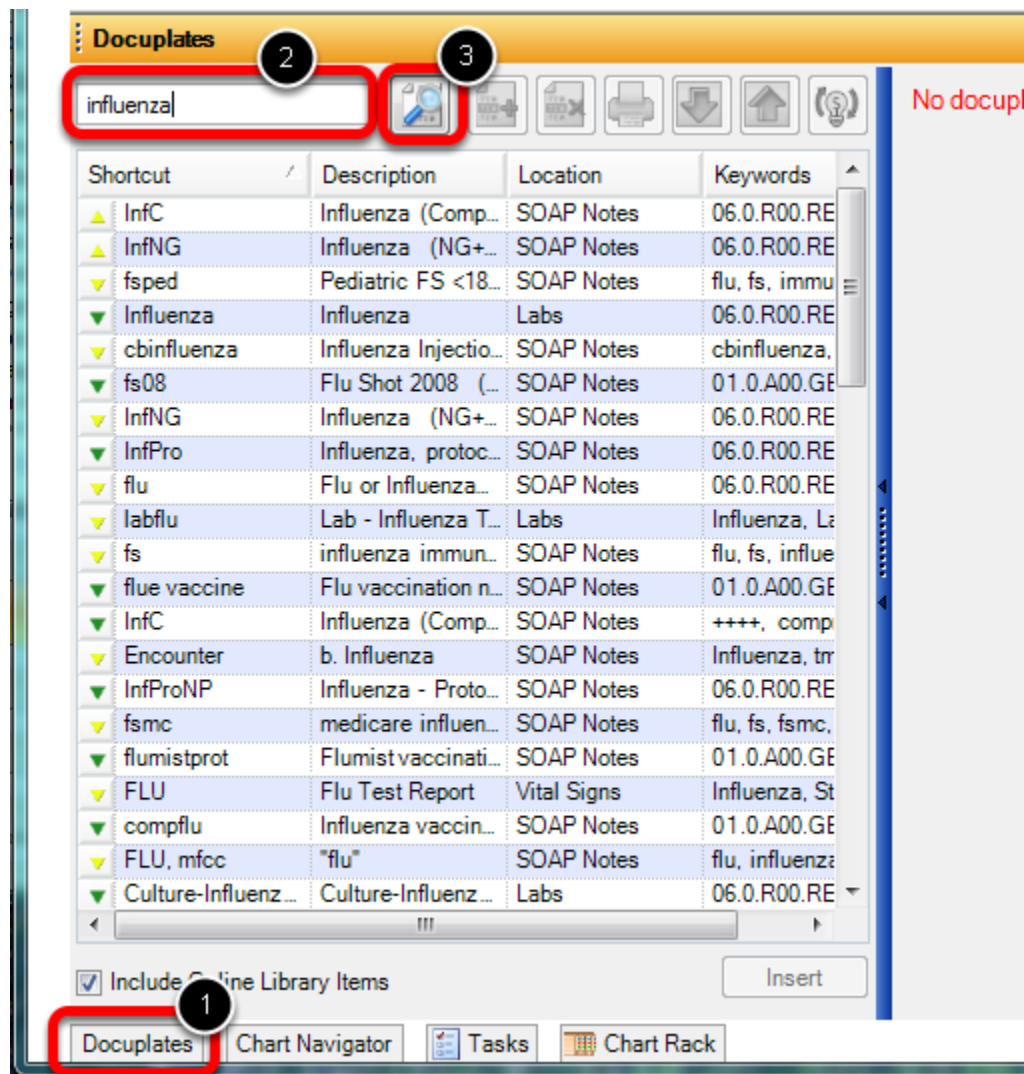 Docuplates
2
3
influenza
No docupl
Shortcut Description Location Keywords
InfC Influenza (Comp... SOAP Notes 06.0.R00.RE
InfNG Influenza (NG+... SOAP Notes 06.0.R00.RE
fsped Pediatric FS <18... SOAP Notes flu, fs, immu
Influenza Influenza Labs 06.0.R00.RE
cbinfluenza Influenza Injectio... SOAP Notes cbinfluenza,
fs08 Flu Shot 2008 (... SOAP Notes 01.0.A00.GE
InfNG Influenza (NG+... SOAP Notes 06.0.R00.RE
InfPro Influenza, protoc... SOAP Notes 06.0.R00.RE
flu Flu or Influenza... SOAP Notes 06.0.R00.RE
labflu Lab - Influenza T... Labs Influenza, La
fs influenza immun... SOAP Notes flu, fs, influe
flue vaccine Flu vaccination n... SOAP Notes 01.0.A00.GE
InfC Influenza (Comp... SOAP Notes ++++, comp
Encounter b. Influenza SOAP Notes Influenza, tm
InfProNP Influenza - Proto... SOAP Notes 06.0.R00.RE
fsmc medicare influen... SOAP Notes flu, fs, fsmc,
flumistprot Flumist vaccinati... SOAP Notes 01.0.A00.GE
FLU Flu Test Report Vital Signs Influenza, St
compflu Influenza vaccin... SOAP Notes 01.0.A00.GE
FLU, mfcc "flu" SOAP Notes flu, influenza
Culture-Influenz... Culture-Influenz... Labs 06.0.R00.RE
Include Online Library Items Insert
1
Docuplates Chart Navigator Tasks Chart Rack